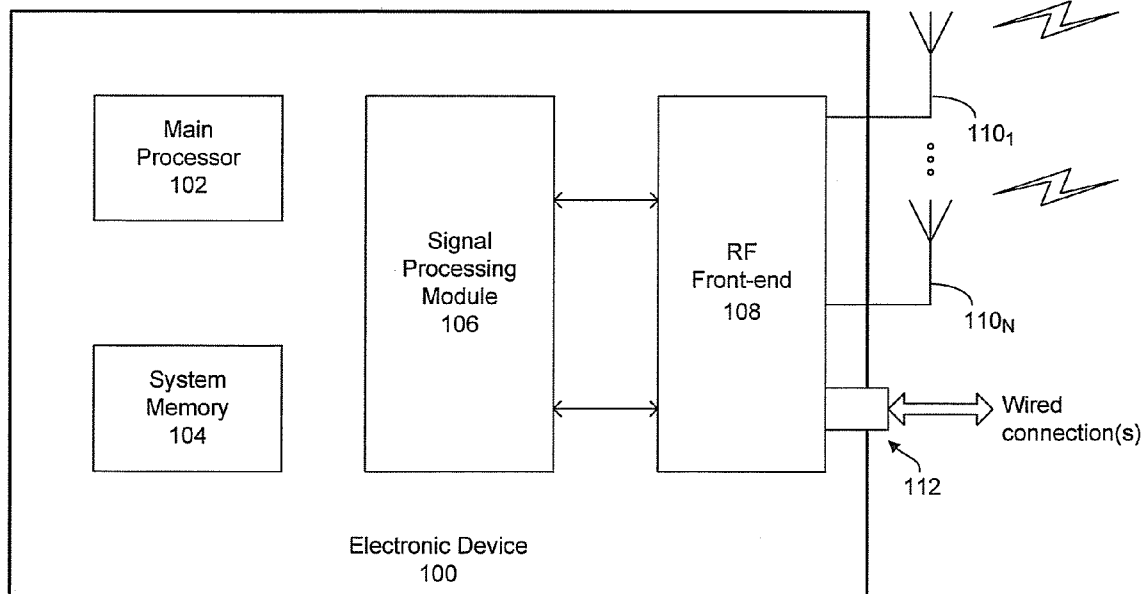 Main
Processor
102
System
Memory
104
Signal
Processing
Module
106
RF
Front-end
108
110₁
110N
Wired
connection(s)
112
Electronic Device
100